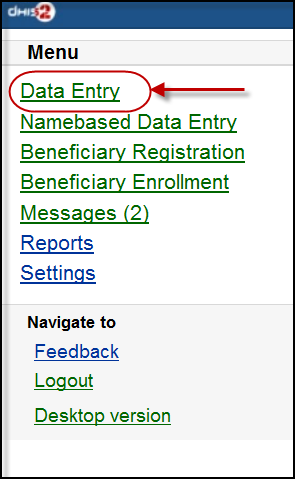 dhis2
Menu
Data Entry
Namebased Data Entry
Beneficiary Registration
Beneficiary Enrollment
Messages (2)
Reports
Settings
Navigate to
Feedback
Logout
Desktop version